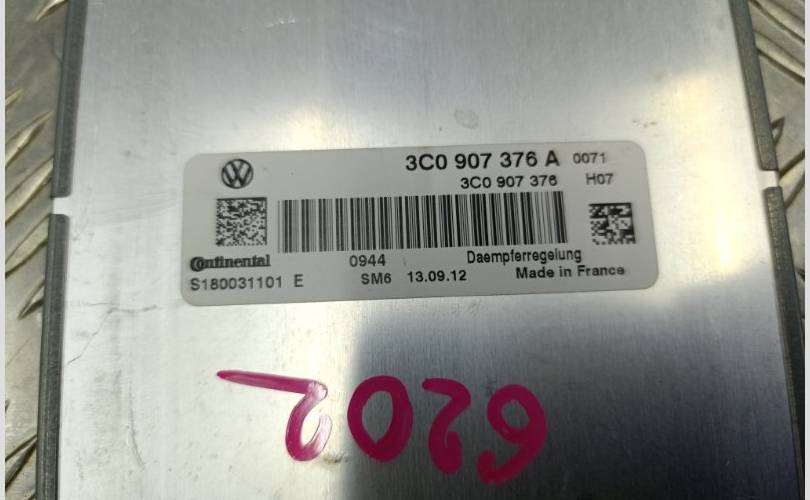 3C0 907 376 A 0071
3C0 907 376 H07
Continental 0944 Daempferregelung
S180031101 E SM6 13.09.12 Made in France
6202